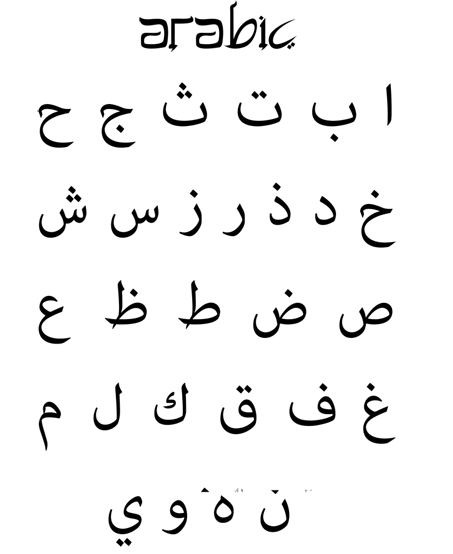 arabic
ا ب ت ث ج ح
خ د ذ ر ز س ش
ص ض ط ظ ع
غ ف ق ك ل م
ن ه و ي